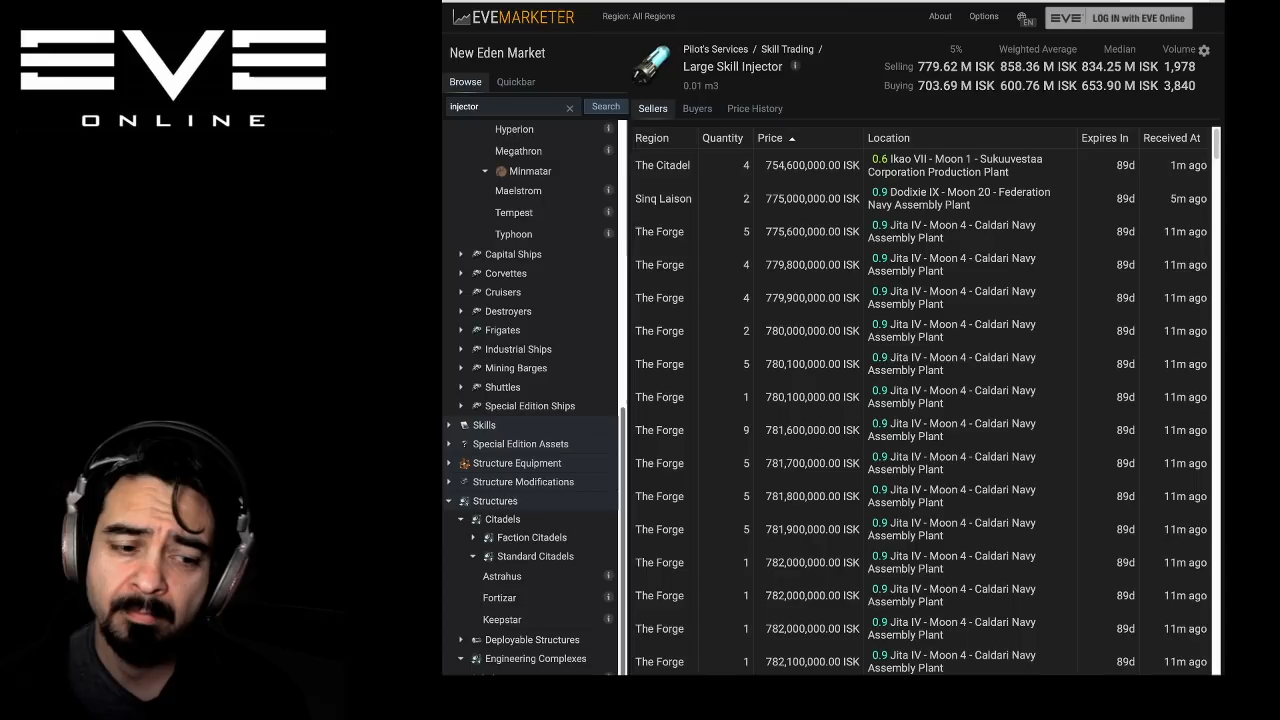 EVE
ONLINE
EVEMARKETER
Region: All Regions
About
Options
EN
EVE LOG IN with EVE Online
New Eden Market
Browse
Quickbar
injector
Search
Hyperion
Megathron
Minmatar
Maelstrom
Tempest
Typhoon
Capital Ships
Corvettes
Cruisers
Destroyers
Frigates
Industrial Ships
Mining Barges
Shuttles
Special Edition Ships
Skills
Special Edition Assets
Structure Equipment
Structure Modifications
Structures
Citadels
Faction Citadels
Standard Citadels
Astrahus
Fortizar
Keepstar
Deployable Structures
Engineering Complexes
Pilot's Services / Skill Trading /
Large Skill Injector
0.01 m3
5% Weighted Average Median Volume
Selling 779.62 M ISK 858.36 M ISK 834.25 M ISK 1,978
Buying 703.69 M ISK 600.76 M ISK 653.90 M ISK 3,840
Sellers Buyers Price History
Region Quantity Price Location Expires In Received At
The Citadel 4 754,600,000.00 ISK 0.6 Ikao VII - Moon 1 - Sukuuvestaa 89d 1m ago
Corporation Production Plant
Sinq Laison 2 775,000,000.00 ISK 0.9 Dodixie IX - Moon 20 - Federation 89d 5m ago
Navy Assembly Plant
The Forge 5 775,600,000.00 ISK 0.9 Jita IV - Moon 4 - Caldari Navy 89d 11m ago
Assembly Plant
The Forge 4 779,800,000.00 ISK 0.9 Jita IV - Moon 4 - Caldari Navy 89d 11m ago
Assembly Plant
The Forge 4 779,900,000.00 ISK 0.9 Jita IV - Moon 4 - Caldari Navy 89d 11m ago
Assembly Plant
The Forge 2 780,000,000.00 ISK 0.9 Jita IV - Moon 4 - Caldari Navy 89d 11m ago
Assembly Plant
The Forge 5 780,100,000.00 ISK 0.9 Jita IV - Moon 4 - Caldari Navy 89d 11m ago
Assembly Plant
The Forge 1 780,100,000.00 ISK 0.9 Jita IV - Moon 4 - Caldari Navy 89d 11m ago
Assembly Plant
The Forge 9 781,600,000.00 ISK 0.9 Jita IV - Moon 4 - Caldari Navy 89d 11m ago
Assembly Plant
The Forge 5 781,700,000.00 ISK 0.9 Jita IV - Moon 4 - Caldari Navy 89d 11m ago
Assembly Plant
The Forge 5 781,800,000.00 ISK 0.9 Jita IV - Moon 4 - Caldari Navy 89d 11m ago
Assembly Plant
The Forge 5 781,900,000.00 ISK 0.9 Jita IV - Moon 4 - Caldari Navy 89d 11m ago
Assembly Plant
The Forge 1 782,000,000.00 ISK 0.9 Jita IV - Moon 4 - Caldari Navy 89d 11m ago
Assembly Plant
The Forge 1 782,000,000.00 ISK 0.9 Jita IV - Moon 4 - Caldari Navy 89d 11m ago
Assembly Plant
The Forge 1 782,000,000.00 ISK 0.9 Jita IV - Moon 4 - Caldari Navy 89d 11m ago
Assembly Plant
The Forge 1 782,100,000.00 ISK 0.9 Jita IV - Moon 4 - Caldari Navy 89d 11m ago
Assembly Plant